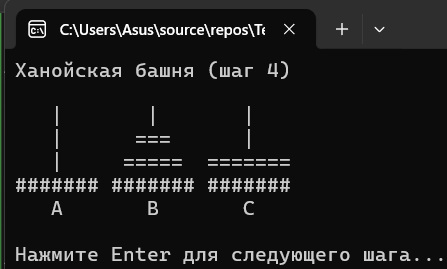 C:\Users\Asus\source\repos\Te
Ханойская башня (шаг 4)
   |       |       |
   |      ===      |
   |     =====  =======
####### ####### #######
   A       B       C
Нажмите Enter для следующего шага...